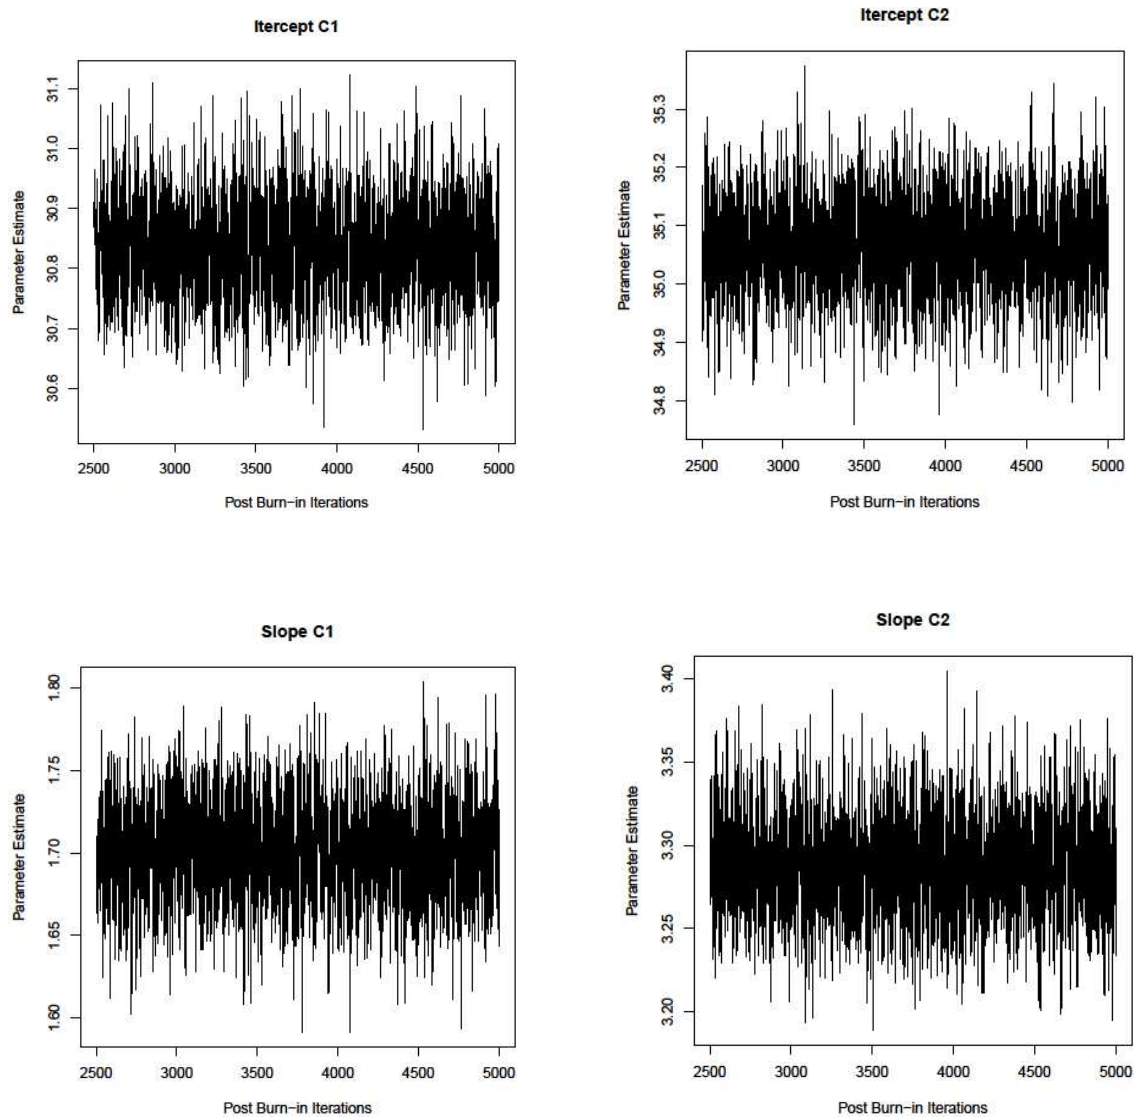 Itercept C1
Parameter Estimate
31.1
31.0
30.9
30.8
30.7
30.6
2500 3000 3500 4000 4500 5000
Post Burn−in Iterations
Itercept C2
Parameter Estimate
35.3
35.2
35.1
35.0
34.9
34.8
2500 3000 3500 4000 4500 5000
Post Burn−in Iterations
Slope C1
Parameter Estimate
1.80
1.75
1.70
1.65
1.60
2500 3000 3500 4000 4500 5000
Post Burn−in Iterations
Slope C2
Parameter Estimate
3.40
3.35
3.30
3.25
3.20
2500 3000 3500 4000 4500 5000
Post Burn−in Iterations